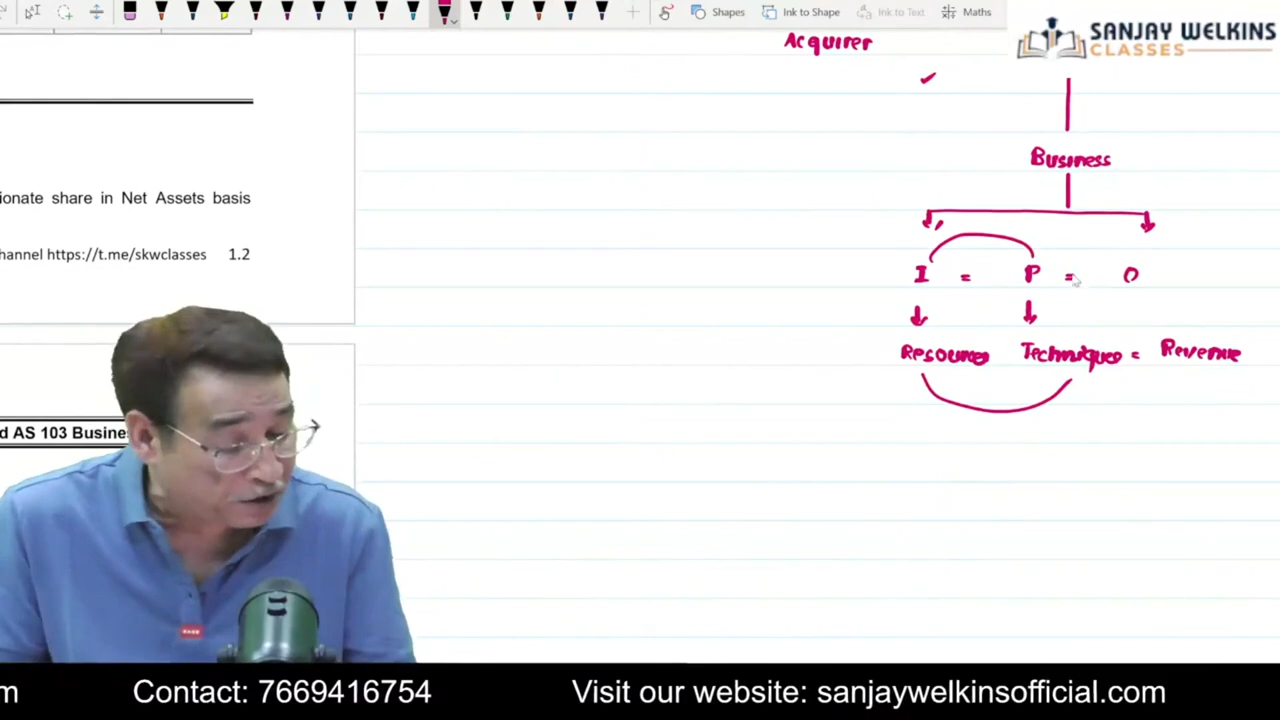 Shapes Ink to Shape Ink to Text Maths
SANJAY WELKINS
CLASSES
Acquirer
Business
ionate share in Net Assets basis
hannel https://t.me/skwclasses 1.2
I = P = O
Resources Techniques = Revenue
d AS 103 Busine
m Contact: 7669416754 Visit our website: sanjaywelkinsofficial.com